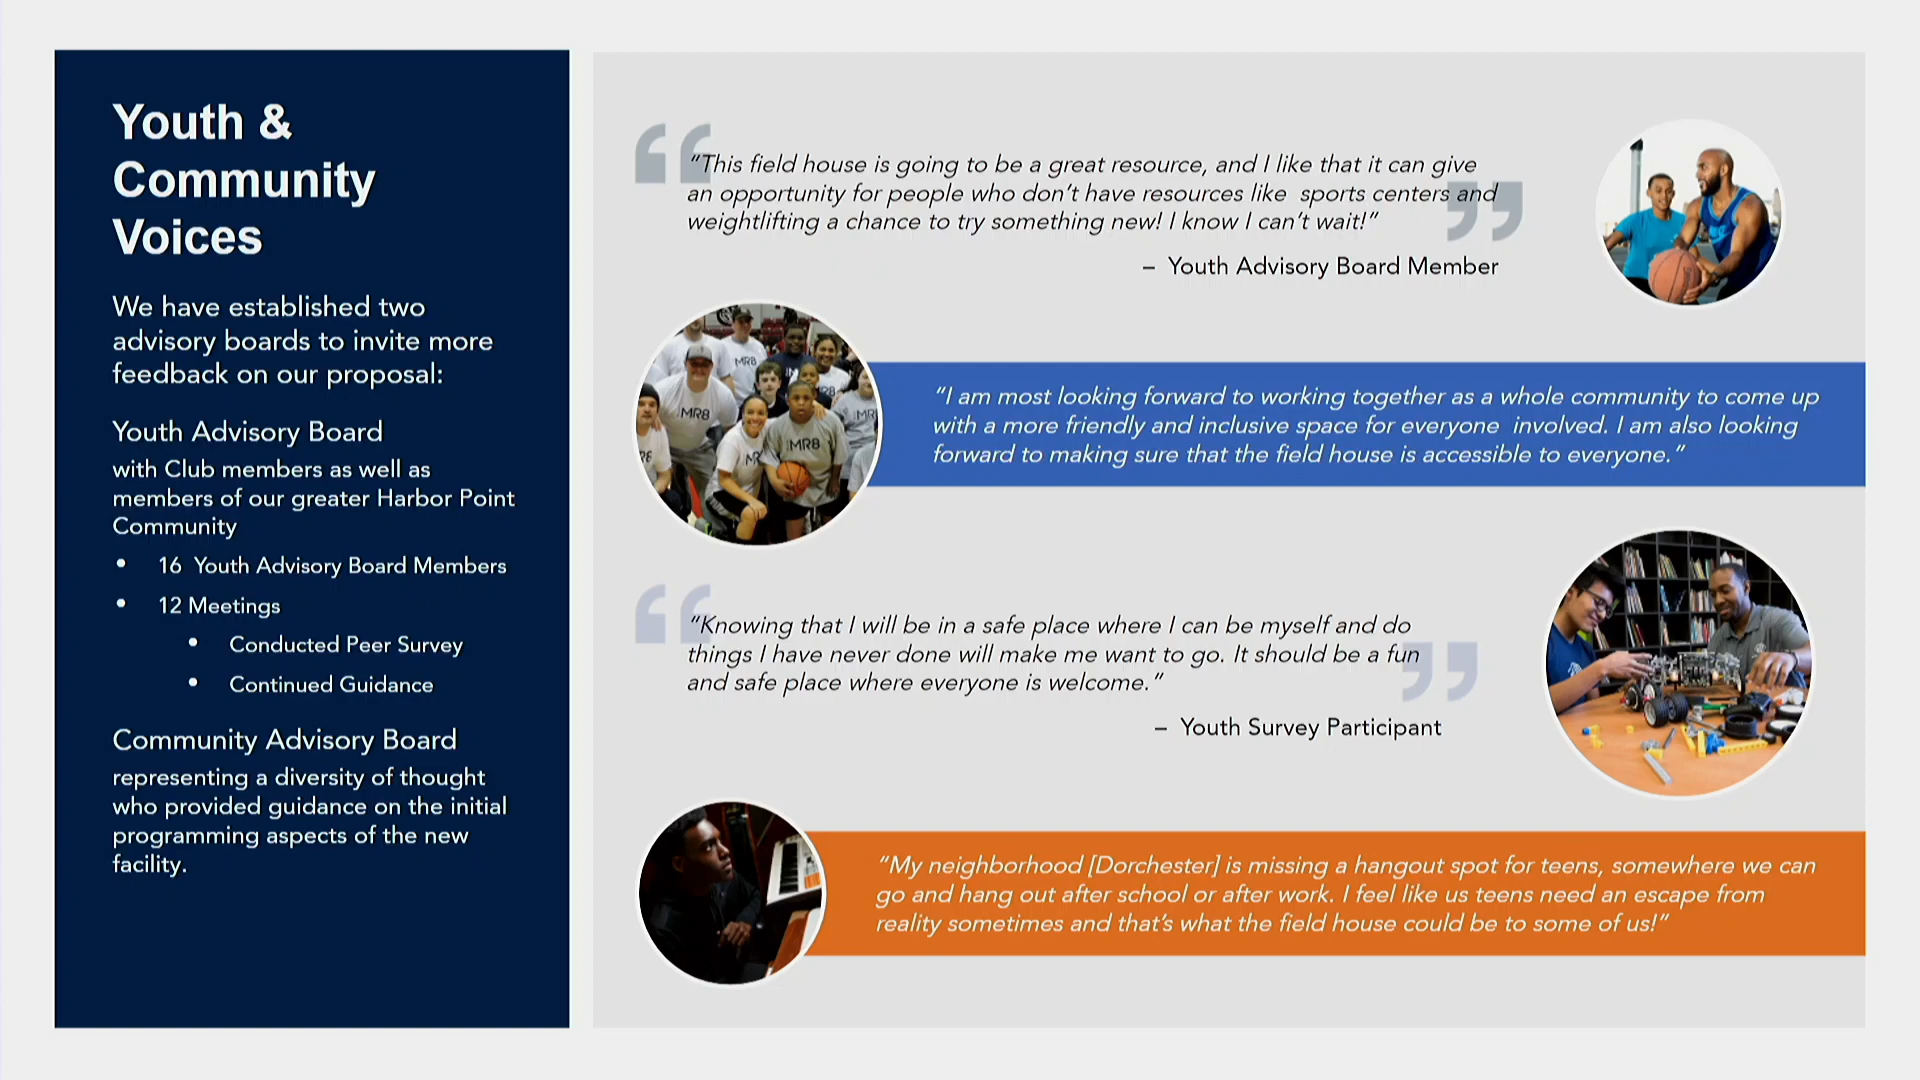 Youth &
Community
Voices
We have established two
advisory boards to invite more
feedback on our proposal:
Youth Advisory Board
with Club members as well as
members of our greater Harbor Point
Community
• 16 Youth Advisory Board Members
• 12 Meetings
• Conducted Peer Survey
• Continued Guidance
Community Advisory Board
representing a diversity of thought
who provided guidance on the initial
programming aspects of the new
facility.
“This field house is going to be a great resource, and I like that it can give
an opportunity for people who don’t have resources like sports centers and
weightlifting a chance to try something new! I know I can’t wait!”
– Youth Advisory Board Member
MR8
MR8
MR8
“I am most looking forward to working together as a whole community to come up
with a more friendly and inclusive space for everyone involved. I am also looking
forward to making sure that the field house is accessible to everyone.”
“Knowing that I will be in a safe place where I can be myself and do
things I have never done will make me want to go. It should be a fun
and safe place where everyone is welcome.”
– Youth Survey Participant
“My neighborhood [Dorchester] is missing a hangout spot for teens, somewhere we can
go and hang out after school or after work. I feel like us teens need an escape from
reality sometimes and that’s what the field house could be to some of us!”